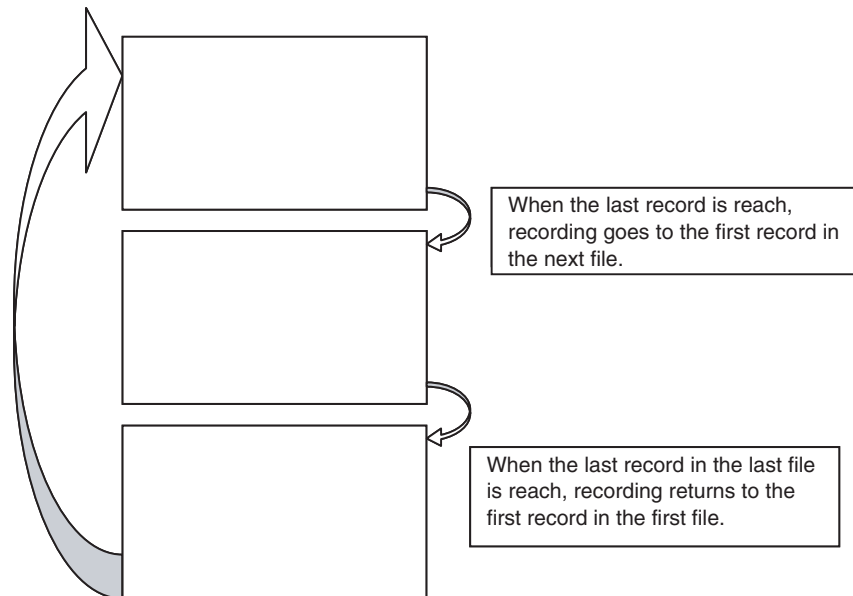 When the last record is reach,
recording goes to the first record in
the next file.
When the last record in the last file
is reach, recording returns to the
first record in the first file.